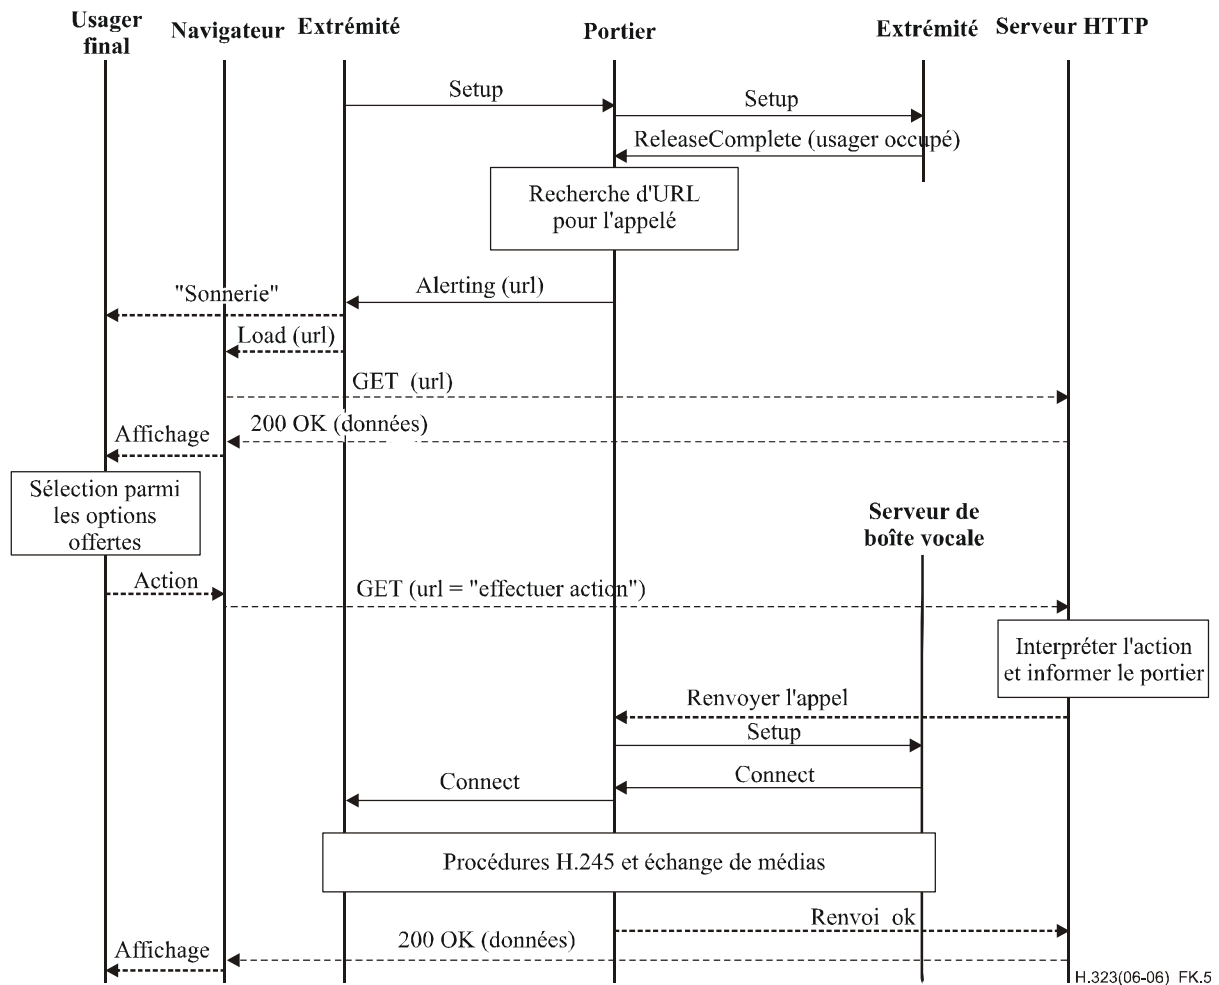 Usager
final
Navigateur
Extrémité
Portier
Extrémité
Serveur HTTP
Setup
Setup
ReleaseComplete (usager occupé)
Recherche d'URL
pour l'appelé
Alerting (url)
"Sonnerie"
Load (url)
GET (url)
200 OK (données)
Affichage
Sélection parmi
les options
offertes
Serveur de
boîte vocale
Action
GET (url = "effectuer action")
Interpréter l'action
et informer le portier
Renvoyer l'appel
Setup
Connect
Connect
Procédures H.245 et échange de médias
Renvoi ok
200 OK (données)
Affichage
H.323(06-06)_FK.5